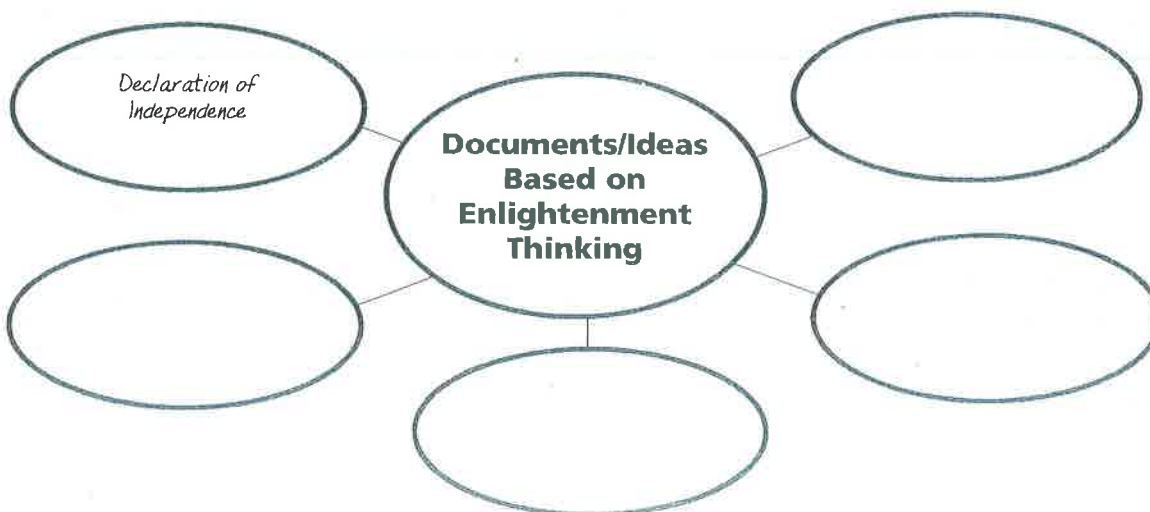 Declaration of
Independence
Documents/Ideas
Based on
Enlightenment
Thinking